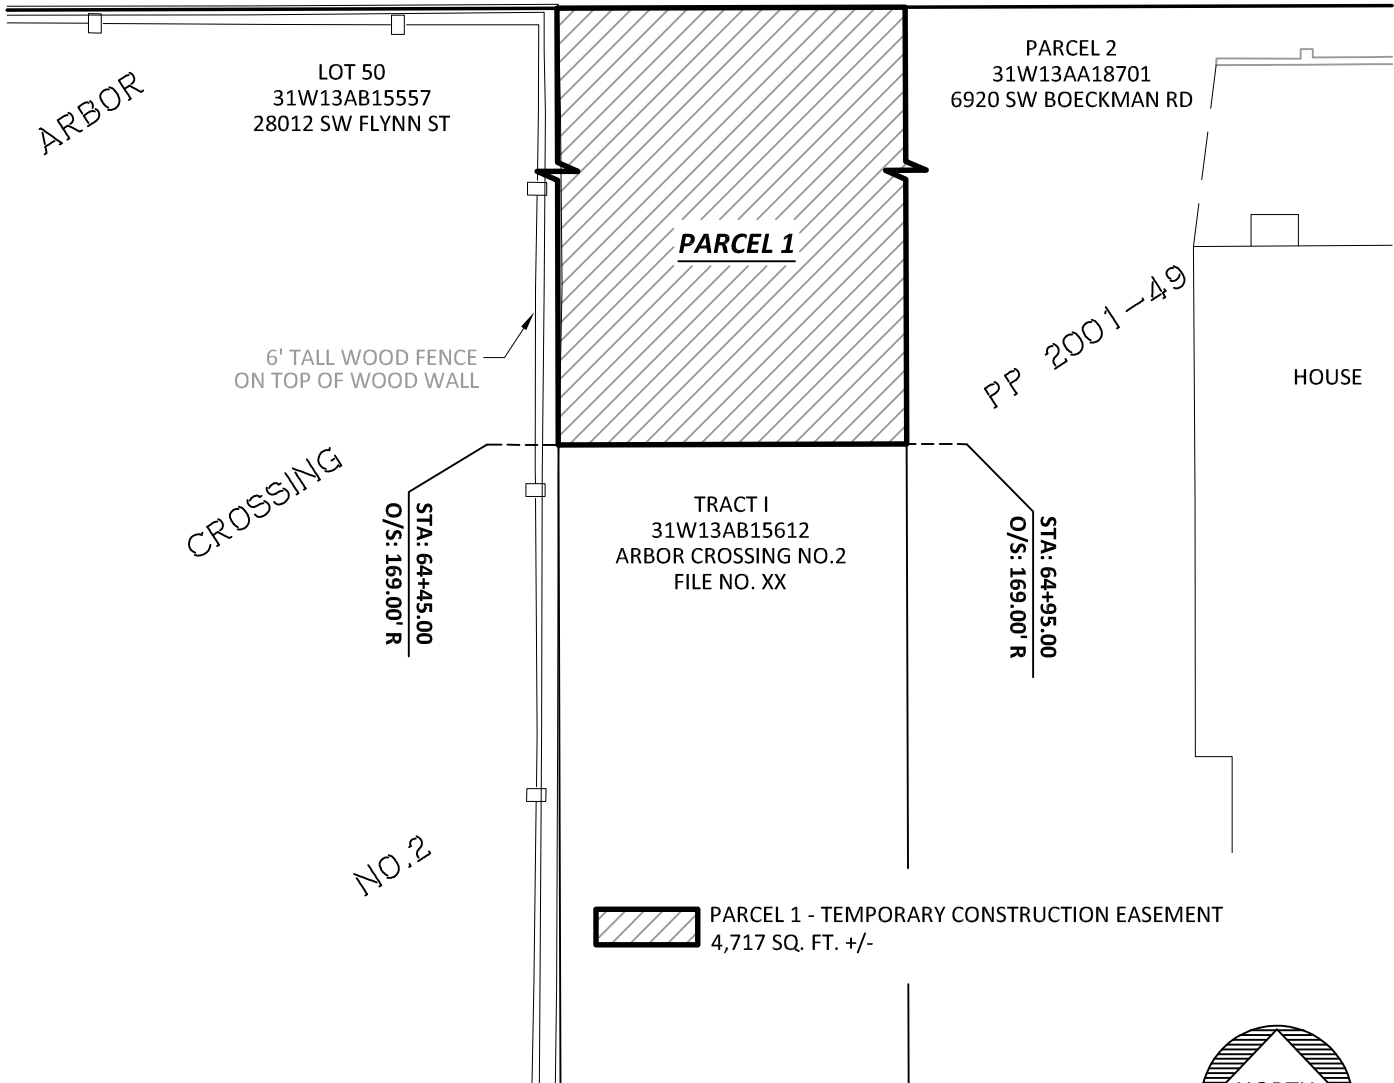 LOT 50
31W13AB15557
28012 SW FLYNN ST
PARCEL 2
31W13AA18701
6920 SW BOECKMAN RD
ARBOR
PARCEL 1
PP 2001-49
6' TALL WOOD FENCE
ON TOP OF WOOD WALL
HOUSE
CROSSING
STA: 64+45.00
O/S: 169.00' R
TRACT I
31W13AB15612
ARBOR CROSSING NO.2
FILE NO. XX
STA: 64+95.00
O/S: 169.00' R
NO.2
PARCEL 1 - TEMPORARY CONSTRUCTION EASEMENT
4,717 SQ. FT. +/-